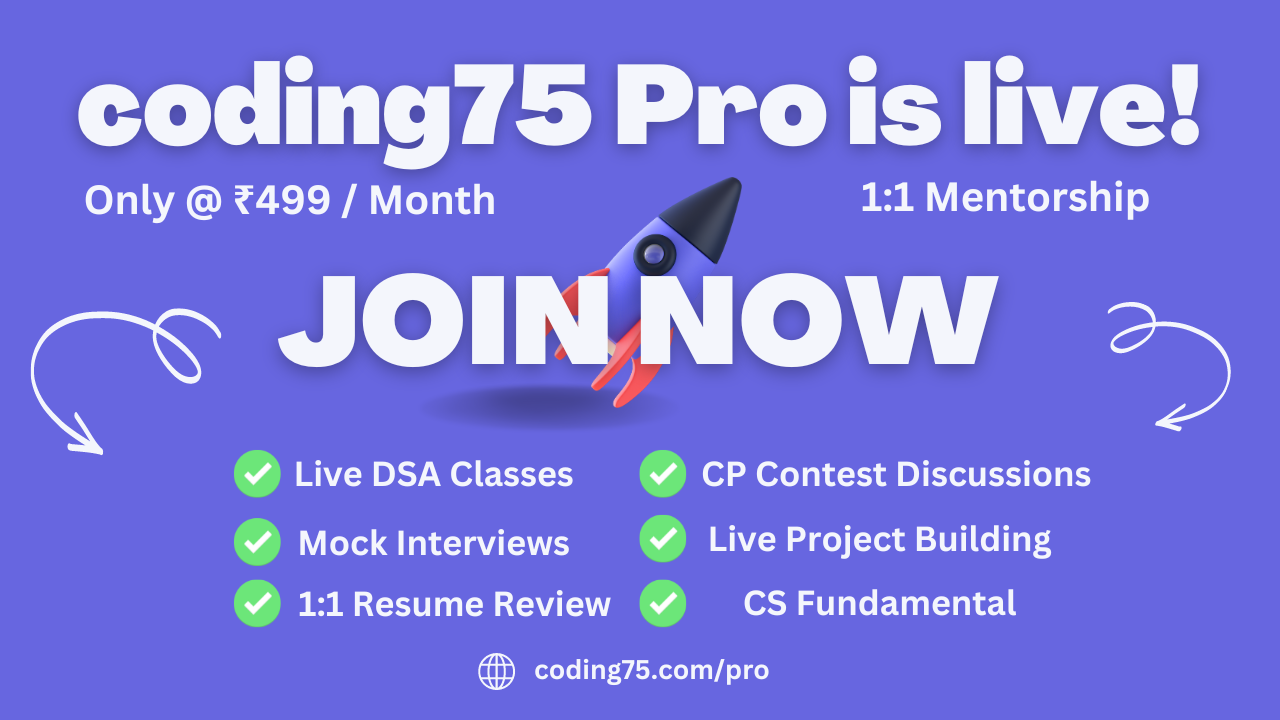 coding75 Pro is live!
Only @ ₹499 / Month
1:1 Mentorship
JOIN NOW
Live DSA Classes
CP Contest Discussions
Mock Interviews
Live Project Building
1:1 Resume Review
CS Fundamental
coding75.com/pro